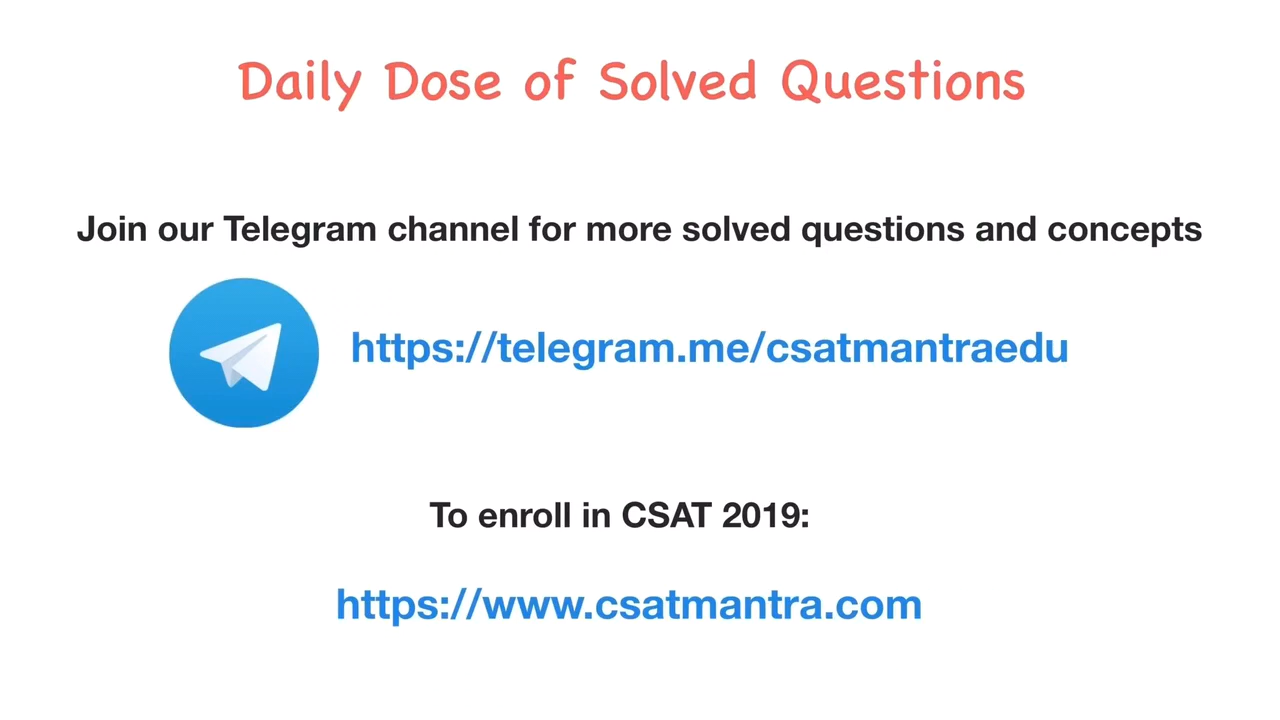 Daily Dose of Solved Questions
Join our Telegram channel for more solved questions and concepts
https://telegram.me/csatmantraedu
To enroll in CSAT 2019:
https://www.csatmantra.com